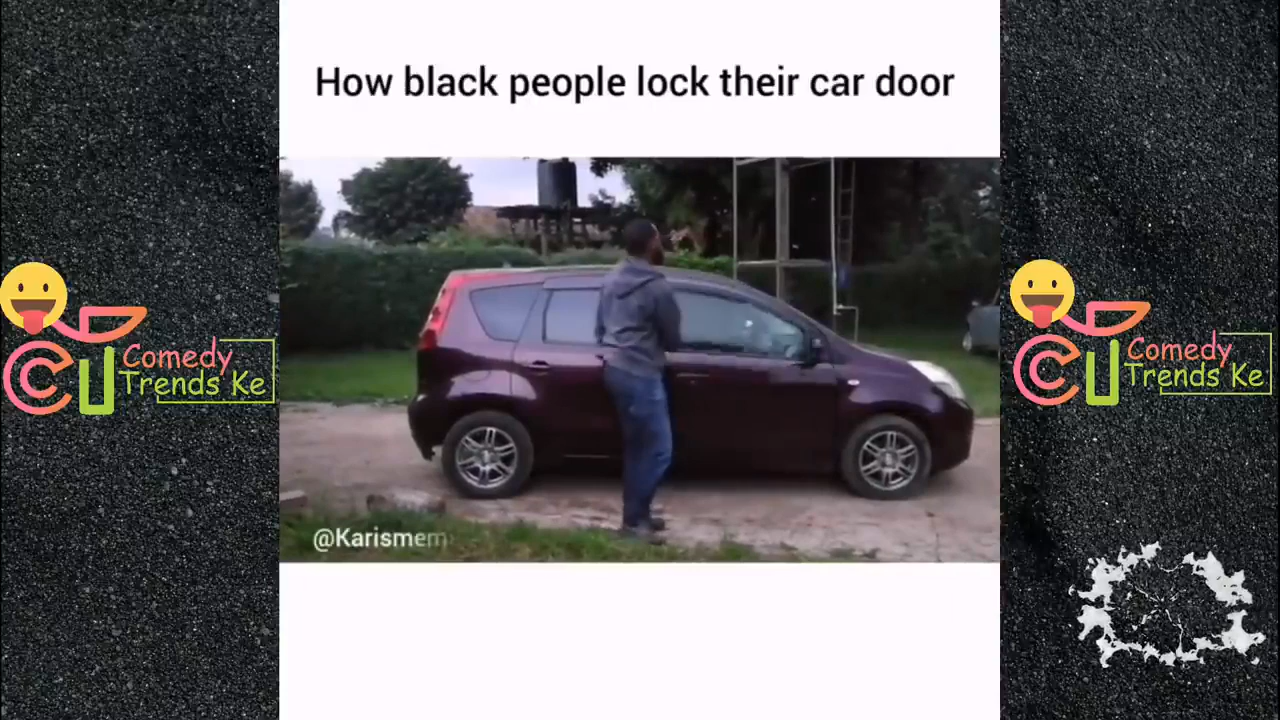 How black people lock their car door
Comedy
Trends Ke
Comedy
Trends Ke
@Karismem